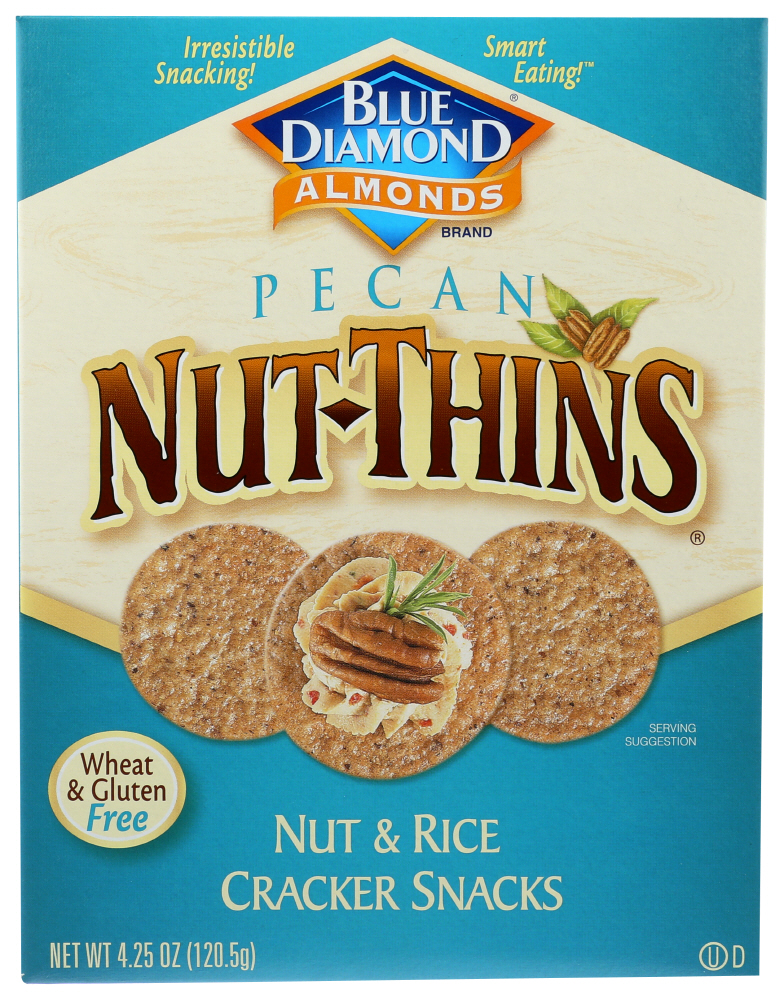 Irresistible
Snacking!
Smart
Eating!™
BLUE
DIAMOND®
ALMONDS
BRAND
PECAN
NUT-THINS®
SERVING
SUGGESTION
Wheat
& Gluten
Free
NUT & RICE
CRACKER SNACKS
NET WT 4.25 OZ (120.5g)
Ⓤ D